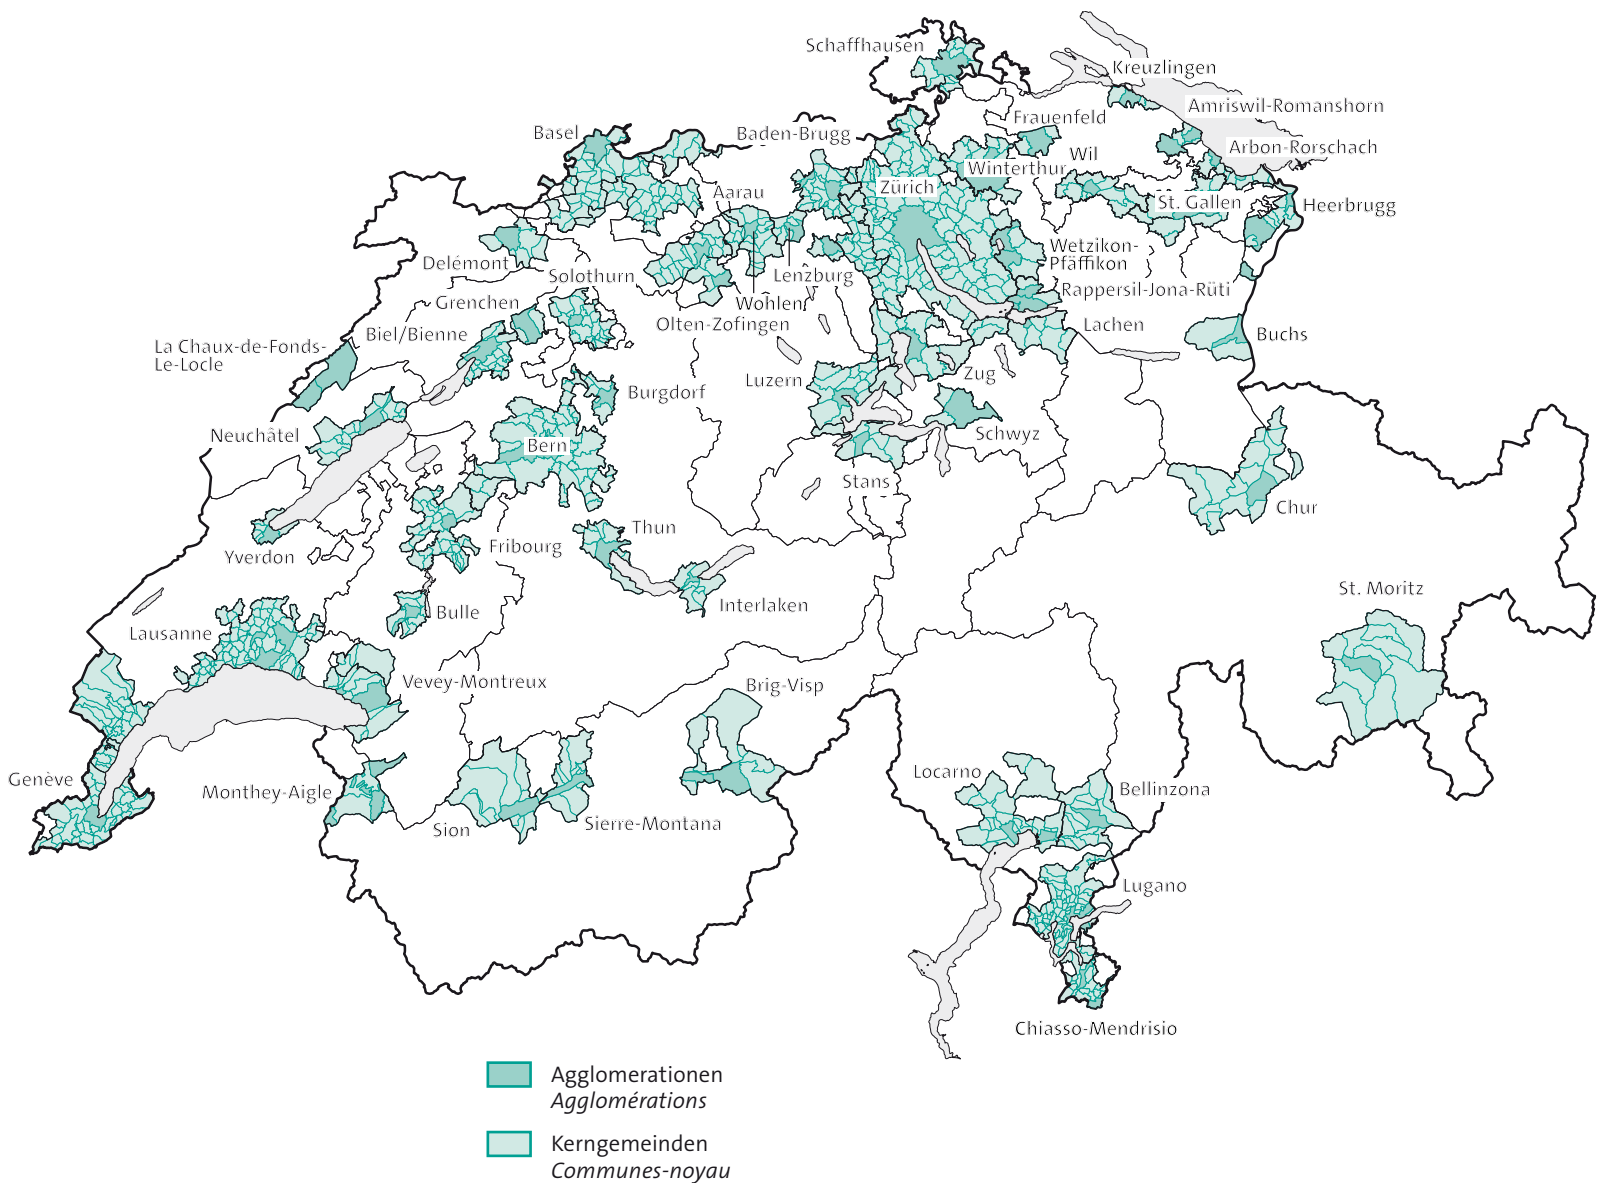 Schaffhausen
Kreuzlingen
Amriswil-Romanshorn
Frauenfeld
Basel
Baden-Brugg
Arbon-Rorschach
Wil
Winterthur
Zürich
Aarau
St. Gallen
Heerbrugg
Wetzikon-
Pfäffikon
Delémont
Solothurn
Lenzburg
Rappersil-Jona-Rüti
Grenchen
Wohlen
Olten-Zofingen
Lachen
Biel/Bienne
Buchs
La Chaux-de-Fonds-
Le-Locle
Zug
Luzern
Burgdorf
Neuchâtel
Schwyz
Bern
Stans
Chur
Thun
Fribourg
Yverdon
St. Moritz
Interlaken
Bulle
Lausanne
Vevey-Montreux
Brig-Visp
Locarno
Genève
Bellinzona
Monthey-Aigle
Sierre-Montana
Sion
Lugano
Chiasso-Mendrisio
Agglomerationen
Agglomérations
Kerngemeinden
Communes-noyau